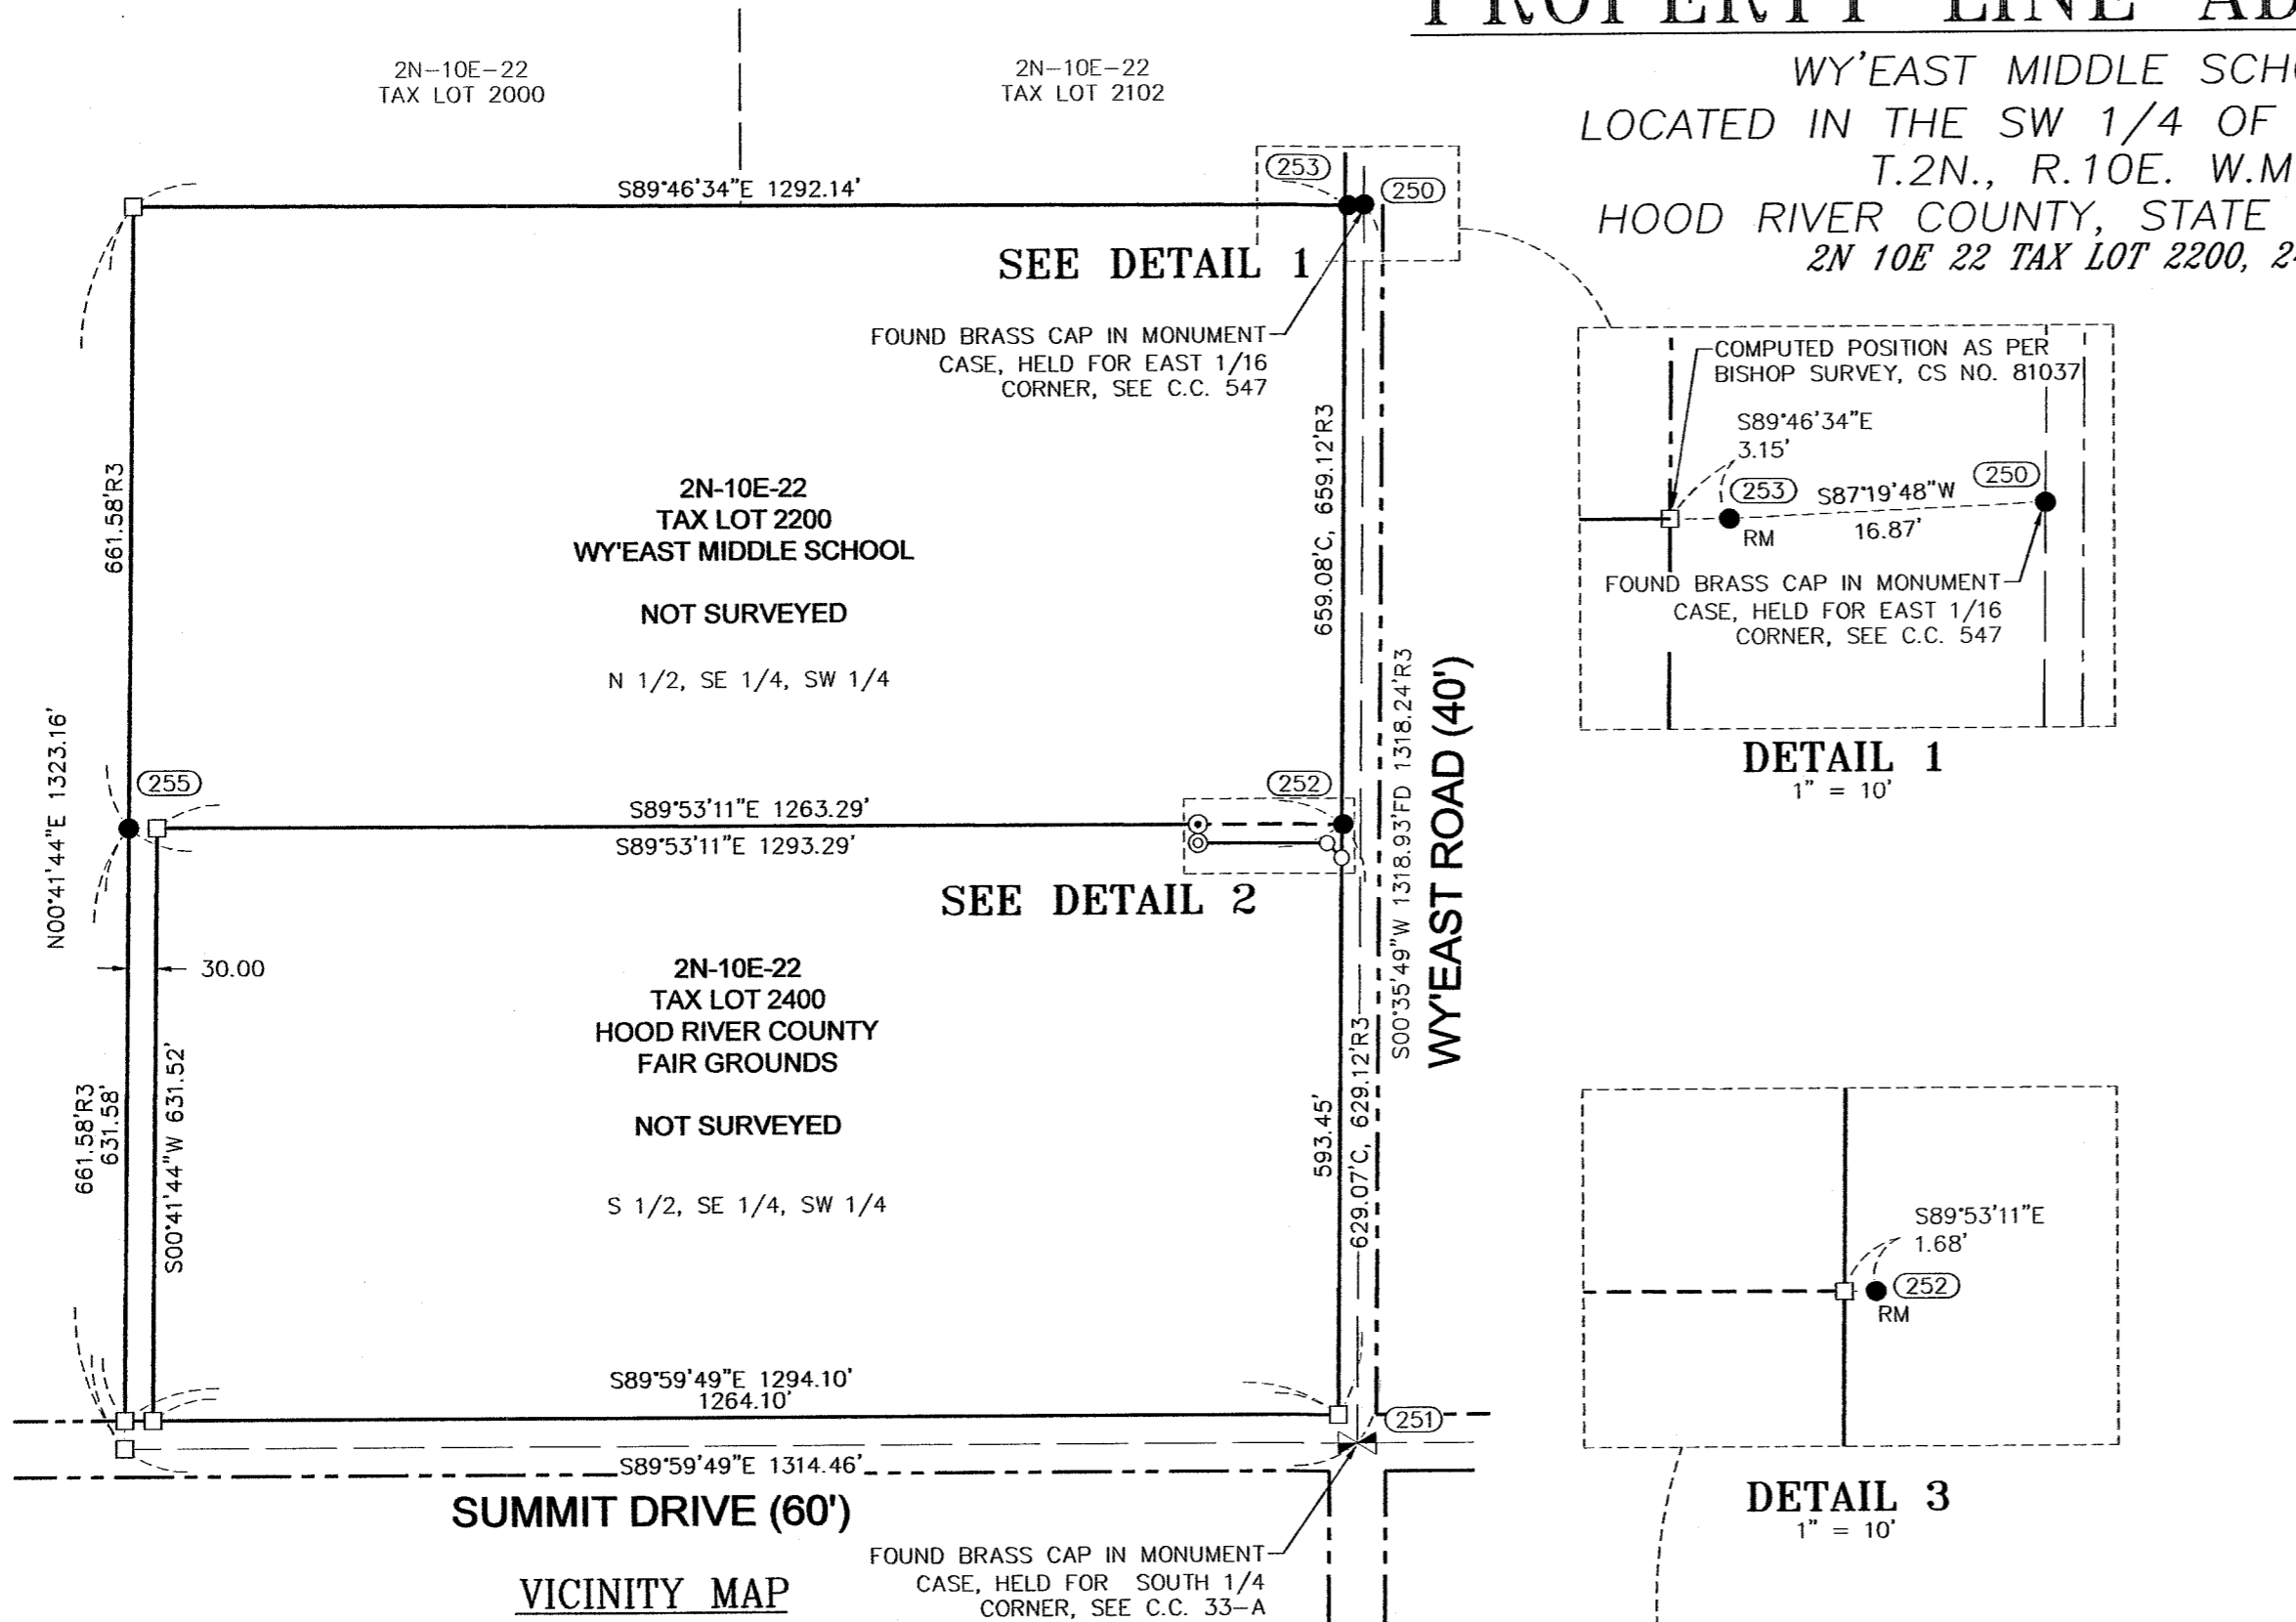 PROPERTY LINE AD
WY'EAST MIDDLE SCHO
LOCATED IN THE SW 1/4 OF
T.2N., R.10E. W.M
HOOD RIVER COUNTY, STATE
2N 10E 22 TAX LOT 2200, 24
2N-10E-22
TAX LOT 2000
2N-10E-22
TAX LOT 2102
S89°46'34"E 1292.14'
253
250
SEE DETAIL 1
FOUND BRASS CAP IN MONUMENT
CASE, HELD FOR EAST 1/16
CORNER, SEE C.C. 547
661.58'R3
659.08'C, 659.12'R3
2N-10E-22
TAX LOT 2200
WY'EAST MIDDLE SCHOOL
NOT SURVEYED
N 1/2, SE 1/4, SW 1/4
N00°41'44"E 1323.16'
255
252
S89°53'11"E 1263.29'
S89°53'11"E 1293.29'
SEE DETAIL 2
S00°35'49"W 1318.93'FD 1318.24'R3
WY'EAST ROAD (40')
30.00
2N-10E-22
TAX LOT 2400
HOOD RIVER COUNTY
FAIR GROUNDS
NOT SURVEYED
S 1/2, SE 1/4, SW 1/4
661.58'R3
631.58'
S00°41'44"W 631.52'
593.45'
629.07'C, 629.12'R3
S89°59'49"E 1294.10'
1264.10'
251
S89°59'49"E 1314.46'
SUMMIT DRIVE (60')
FOUND BRASS CAP IN MONUMENT
CASE, HELD FOR SOUTH 1/4
CORNER, SEE C.C. 33-A
VICINITY MAP
COMPUTED POSITION AS PER
BISHOP SURVEY, CS NO. 81037
S89°46'34"E
3.15'
253
S87°19'48"W
250
RM
16.87'
FOUND BRASS CAP IN MONUMENT
CASE, HELD FOR EAST 1/16
CORNER, SEE C.C. 547
DETAIL 1
1" = 10'
S89°53'11"E
1.68'
252
RM
DETAIL 3
1" = 10'